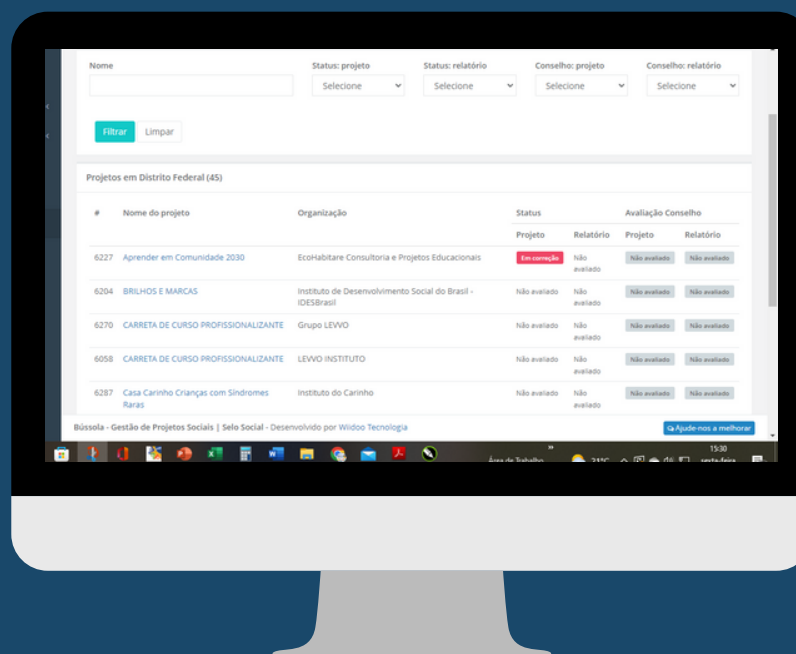 Nome Status: projeto Status: relatório Conselho: projeto Conselho: relatório
Selecione Selecione Selecione Selecione
Filtrar Limpar
Projetos em Distrito Federal (45)
# Nome do projeto Organização Status Avaliação Conselho
Projeto Relatório Projeto Relatório
6227 Aprender em Comunidade 2030 EcoHabitare Consultoria e Projetos Educacionais Em correção Não avaliado Não avaliado Não avaliado
6204 BRILHOS E MARCAS Instituto de Desenvolvimento Social do Brasil - IDESBrasil Não avaliado Não avaliado Não avaliado Não avaliado
6270 CARRETA DE CURSO PROFISSIONALIZANTE Grupo LEVVO Não avaliado Não avaliado Não avaliado Não avaliado
6058 CARRETA DE CURSO PROFISSIONALIZANTE LEVVO INSTITUTO Não avaliado Não avaliado Não avaliado Não avaliado
6287 Casa Carinho Crianças com Síndromes Raras Instituto do Carinho Não avaliado Não avaliado Não avaliado Não avaliado
Bússola - Gestão de Projetos Sociais | Selo Social - Desenvolvido por Wiidoo Tecnologia Ajude-nos a melhorar
15:30
Área de Trabalho 21°C sexta-feira